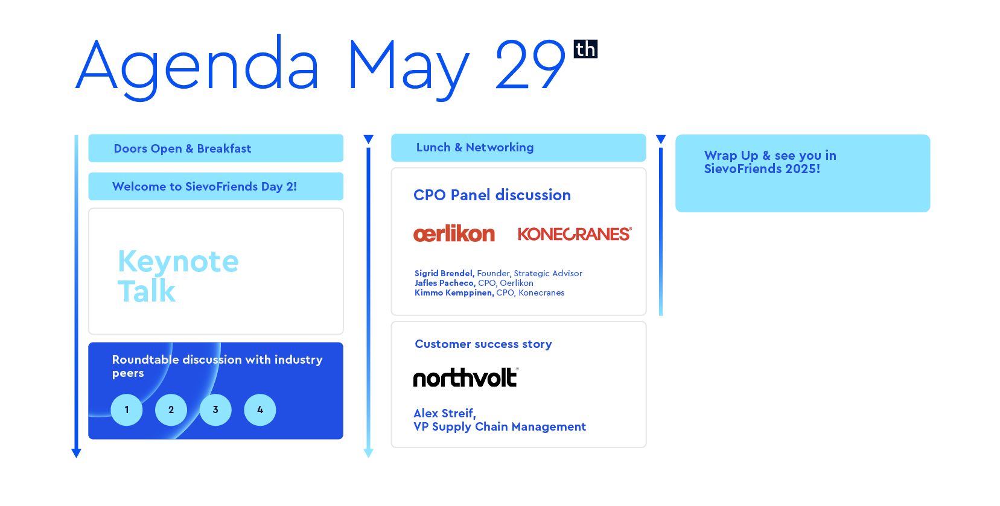 Agenda May 29th
Doors Open & Breakfast
Welcome to SievoFriends Day 2!
Keynote
Talk
Roundtable discussion with industry
peers
1 2 3 4
Lunch & Networking
CPO Panel discussion
œrlikon KONECRANES®
Sigrid Brendel, Founder, Strategic Advisor
Jafles Pacheco, CPO, Oerlikon
Kimmo Kemppinen, CPO, Konecranes
Customer success story
northvolt®
Alex Streif,
VP Supply Chain Management
Wrap Up & see you in
SievoFriends 2025!